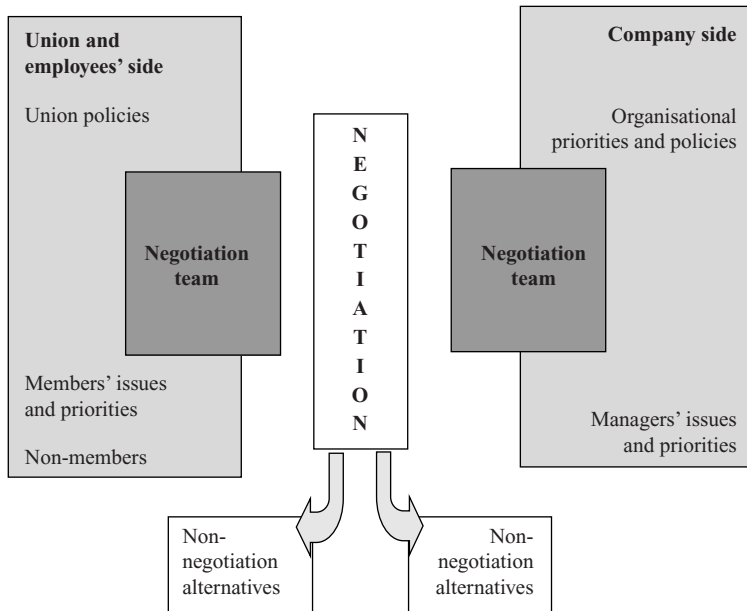 Union and
employees’ side
Union policies
Negotiation
team
Members’ issues
and priorities
Non-members
N
E
G
O
T
I
A
T
I
O
N
Company side
Organisational
priorities and policies
Negotiation
team
Managers’ issues
and priorities
Non-
negotiation
alternatives
Non-
negotiation
alternatives